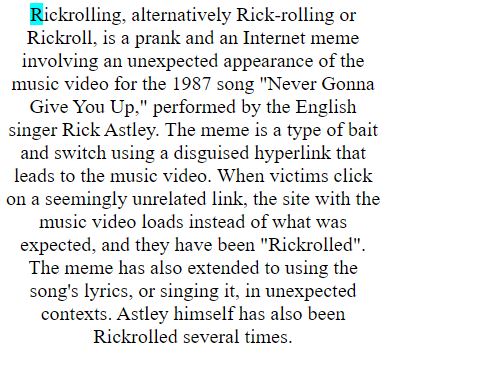 Rickrolling, alternatively Rick-rolling or
Rickroll, is a prank and an Internet meme
involving an unexpected appearance of the
music video for the 1987 song "Never Gonna
Give You Up," performed by the English
singer Rick Astley. The meme is a type of bait
and switch using a disguised hyperlink that
leads to the music video. When victims click
on a seemingly unrelated link, the site with the
music video loads instead of what was
expected, and they have been "Rickrolled".
The meme has also extended to using the
song's lyrics, or singing it, in unexpected
contexts. Astley himself has also been
Rickrolled several times.